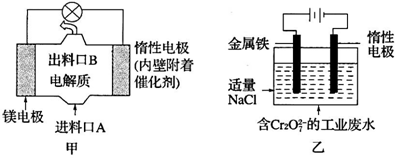 出料口B
电解质
惰性电极
(内壁附着
催化剂)
镁电极
进料口A
甲
金属铁
惰性
电极
适量
NaCl
含Cr₂O₇²⁻的工业废水
乙